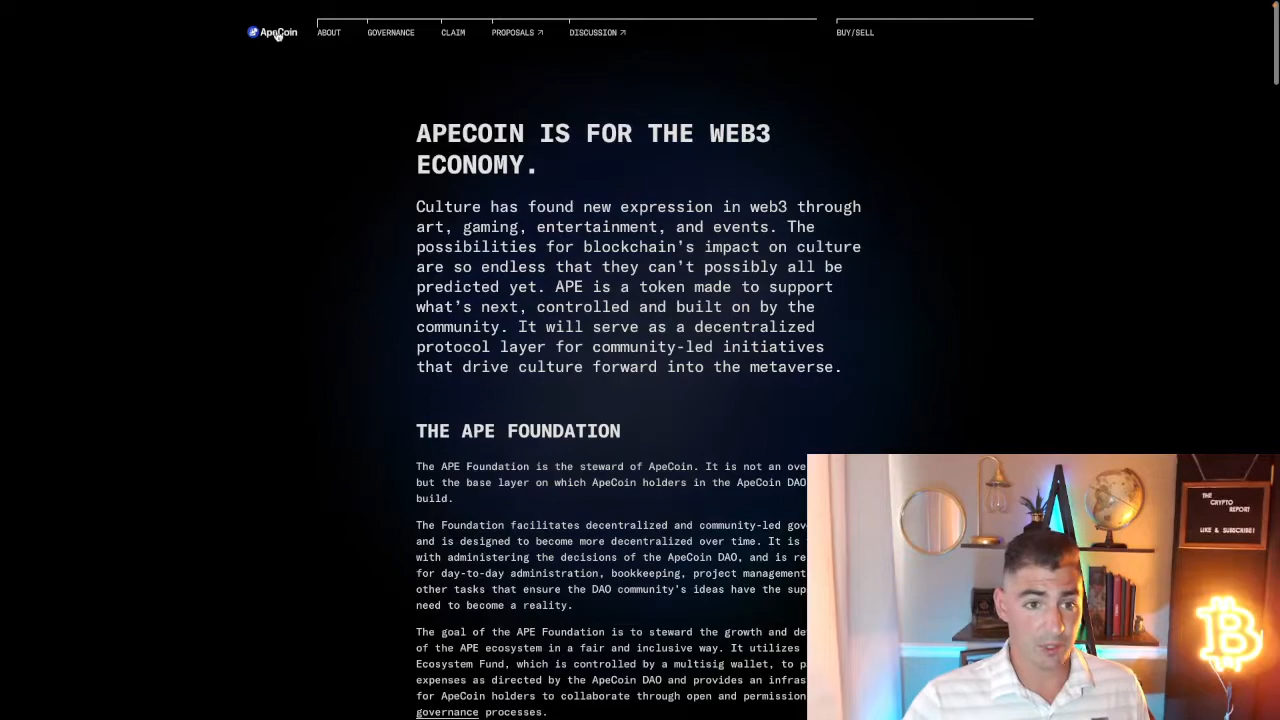 ApeCoin
ABOUT
GOVERNANCE
CLAIM
PROPOSALS ↗
DISCUSSION ↗
BUY/SELL
APECOIN IS FOR THE WEB3
ECONOMY.
Culture has found new expression in web3 through
art, gaming, entertainment, and events. The
possibilities for blockchain's impact on culture
are so endless that they can't possibly all be
predicted yet. APE is a token made to support
what's next, controlled and built on by the
community. It will serve as a decentralized
protocol layer for community-led initiatives
that drive culture forward into the metaverse.
THE APE FOUNDATION
The APE Foundation is the steward of ApeCoin. It is not an ove
but the base layer on which ApeCoin holders in the ApeCoin DAO
build.
The Foundation facilitates decentralized and community-led gov
and is designed to become more decentralized over time. It is
with administering the decisions of the ApeCoin DAO, and is re
for day-to-day administration, bookkeeping, project management
other tasks that ensure the DAO community's ideas have the sup
need to become a reality.
The goal of the APE Foundation is to steward the growth and de
of the APE ecosystem in a fair and inclusive way. It utilizes
Ecosystem Fund, which is controlled by a multisig wallet, to p
expenses as directed by the ApeCoin DAO and provides an infras
for ApeCoin holders to collaborate through open and permission
governance processes.
THE
CRYPTO
REPORT
LIKE & SUBSCRIBE!